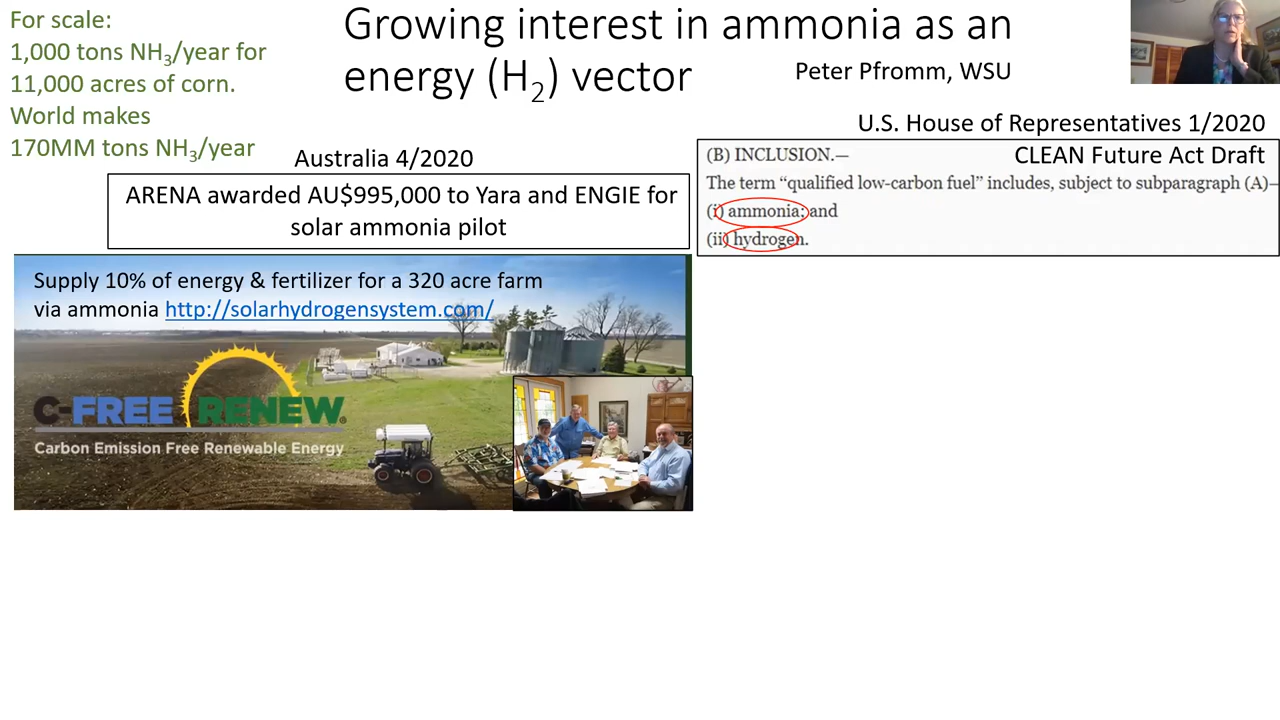 For scale:
1,000 tons NH3/year for
11,000 acres of corn.
World makes
170MM tons NH3/year
Growing interest in ammonia as an
energy (H2) vector
Peter Pfromm, WSU
Australia 4/2020
ARENA awarded AU$995,000 to Yara and ENGIE for
solar ammonia pilot
U.S. House of Representatives 1/2020
CLEAN Future Act Draft
(B) INCLUSION.—
The term “qualified low-carbon fuel” includes, subject to subparagraph (A)—
(i) ammonia; and
(ii) hydrogen.
Supply 10% of energy & fertilizer for a 320 acre farm
via ammonia http://solarhydrogensystem.com/
C-FREE RENEW®
Carbon Emission Free Renewable Energy